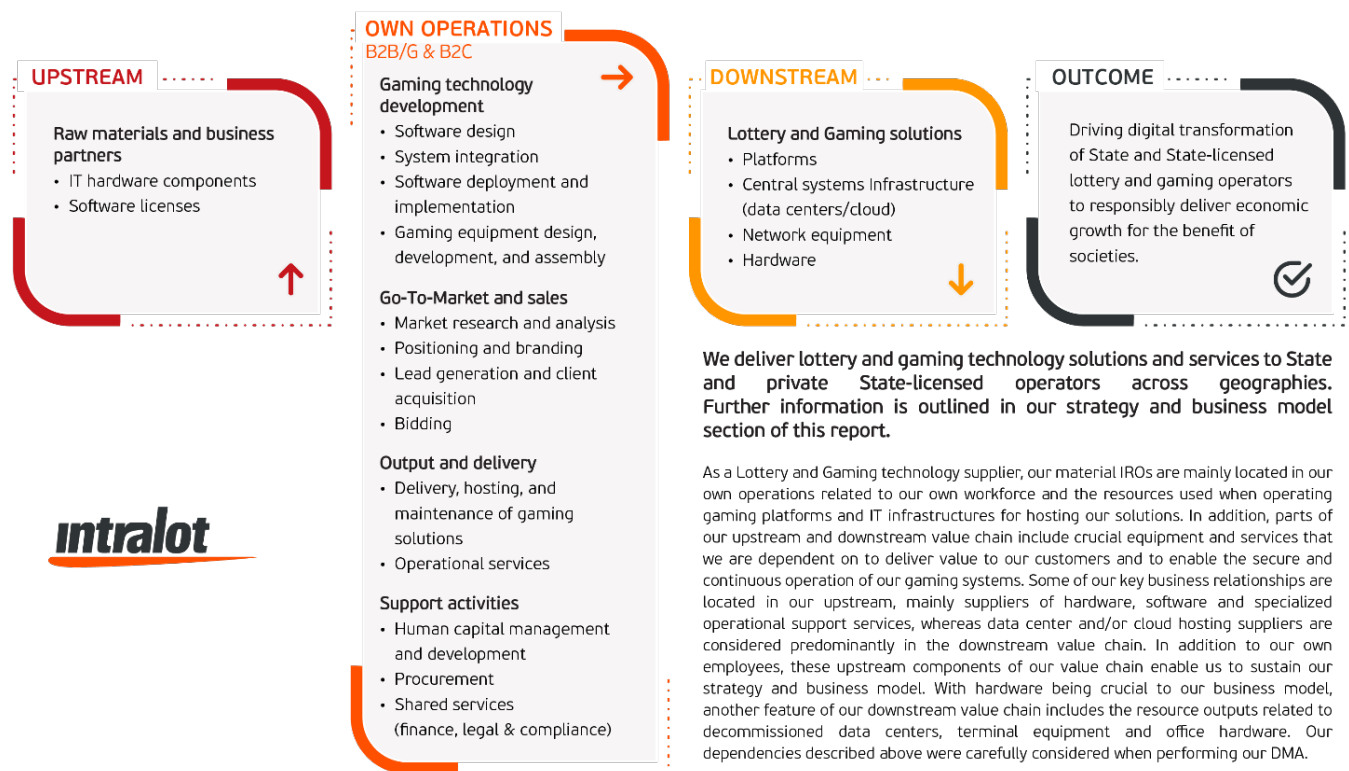 UPSTREAM
Raw materials and business
partners
• IT hardware components
• Software licenses
OWN OPERATIONS
B2B/G & B2C
Gaming technology
development
• Software design
• System integration
• Software deployment and
implementation
• Gaming equipment design,
development, and assembly
Go-To-Market and sales
• Market research and analysis
• Positioning and branding
• Lead generation and client
acquisition
• Bidding
Output and delivery
• Delivery, hosting, and
maintenance of gaming
solutions
• Operational services
Support activities
• Human capital management
and development
• Procurement
• Shared services
(finance, legal & compliance)
DOWNSTREAM
Lottery and Gaming solutions
• Platforms
• Central systems Infrastructure
(data centers/cloud)
• Network equipment
• Hardware
OUTCOME
Driving digital transformation
of State and State-licensed
lottery and gaming operators
to responsibly deliver economic
growth for the benefit of
societies.
We deliver lottery and gaming technology solutions and services to State
and private State-licensed operators across geographies.
Further information is outlined in our strategy and business model
section of this report.
As a Lottery and Gaming technology supplier, our material IROs are mainly located in our
own operations related to our own workforce and the resources used when operating
gaming platforms and IT infrastructures for hosting our solutions. In addition, parts of
our upstream and downstream value chain include crucial equipment and services that
we are dependent on to deliver value to our customers and to enable the secure and
continuous operation of our gaming systems. Some of our key business relationships are
located in our upstream, mainly suppliers of hardware, software and specialized
operational support services, whereas data center and/or cloud hosting suppliers are
considered predominantly in the downstream value chain. In addition to our own
employees, these upstream components of our value chain enable us to sustain our
strategy and business model. With hardware being crucial to our business model,
another feature of our downstream value chain includes the resource outputs related to
decommissioned data centers, terminal equipment and office hardware. Our
dependencies described above were carefully considered when performing our DMA.
intralot